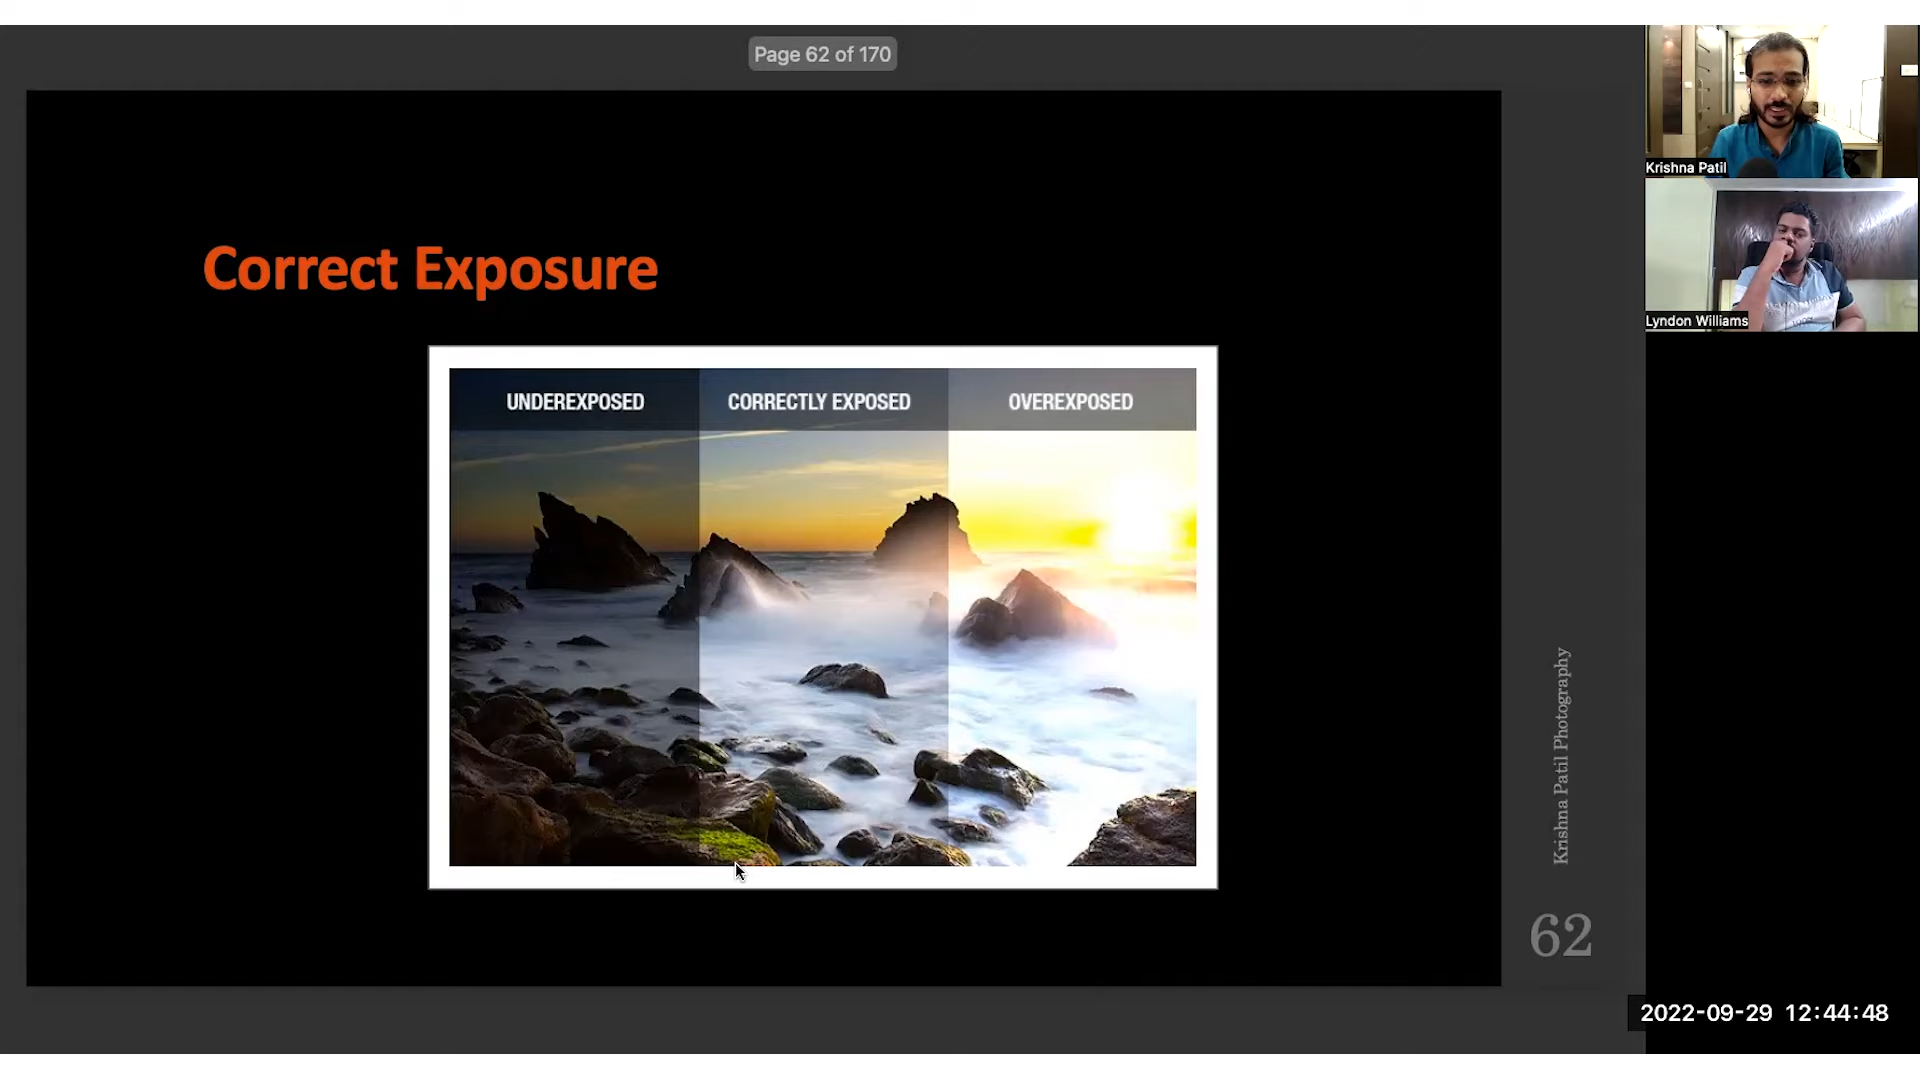 Page 62 of 170
Krishna Patil
Lyndon Williams
Correct Exposure
UNDEREXPOSED
CORRECTLY EXPOSED
OVEREXPOSED
Krishna Patil Photography
62
2022-09-29 12:44:48